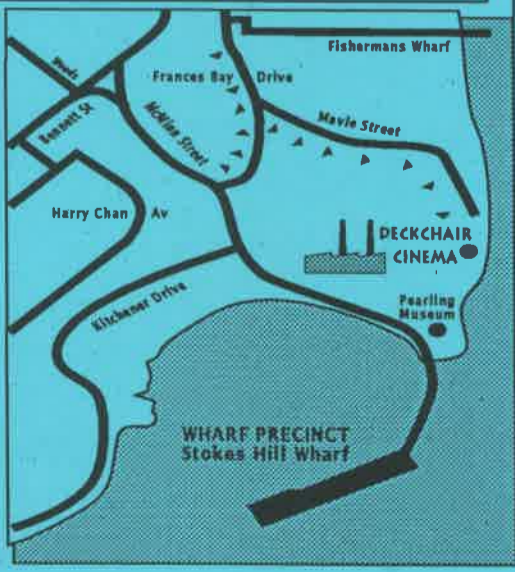 Fishermans Wharf
Woods
Frances Bay Drive
Mavie Street
Bennett St
McMinn Street
Harry Chan Av
DECKCHAIR
CINEMA
Kitchener Drive
Pearling
Museum
WHARF PRECINCT
Stokes Hill Wharf